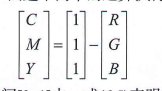 [C] = [1] - [R]
[M] = [1] - [G]
[Y] = [1] - [B]